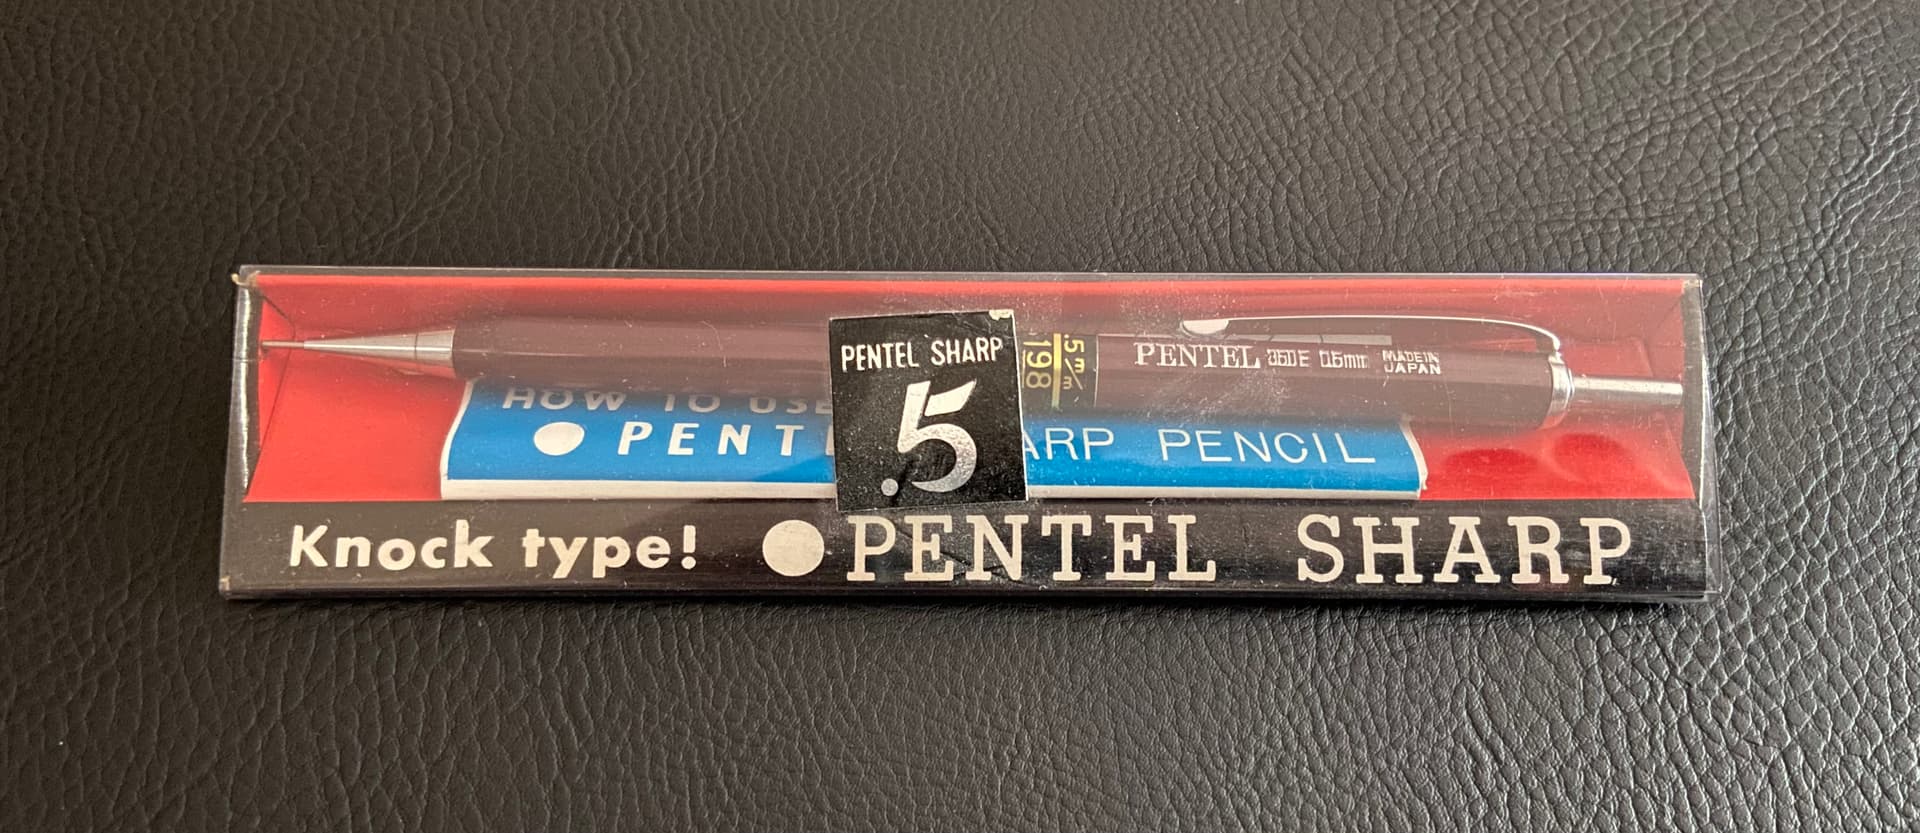 PENTEL SHARP
.5
5m/m
198
PENTEL 350E 0.5mm MADE IN
JAPAN
HOW TO USE
PENT ARP PENCIL
Knock type! PENTEL SHARP